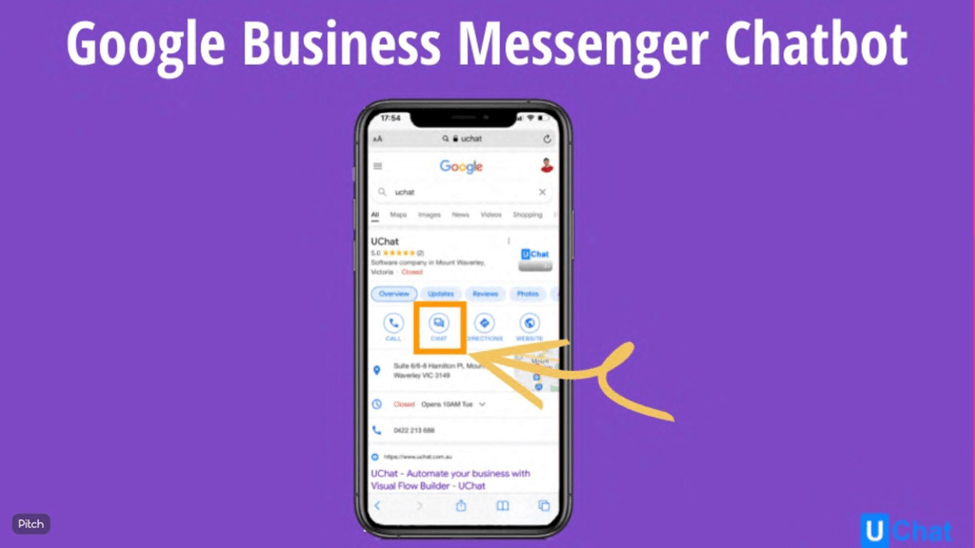 Google Business Messenger Chatbot
17:54
AA uchat
Google
uchat
All Maps Images News Videos Shopping
UChat
5.0 ★★★★★ (2)
Software company in Mount Waverley,
Victoria · Closed
UChat
Overview Updates Reviews Photos
CALL CHAT DIRECTIONS WEBSITE
Suite 6/6-8 Hamilton Pl, Mount
Waverley VIC 3149
Closed Opens 10AM Tue
0422 213 688
https://www.uchat.com.au
UChat - Automate your business with
Visual Flow Builder - UChat
Pitch
UChat